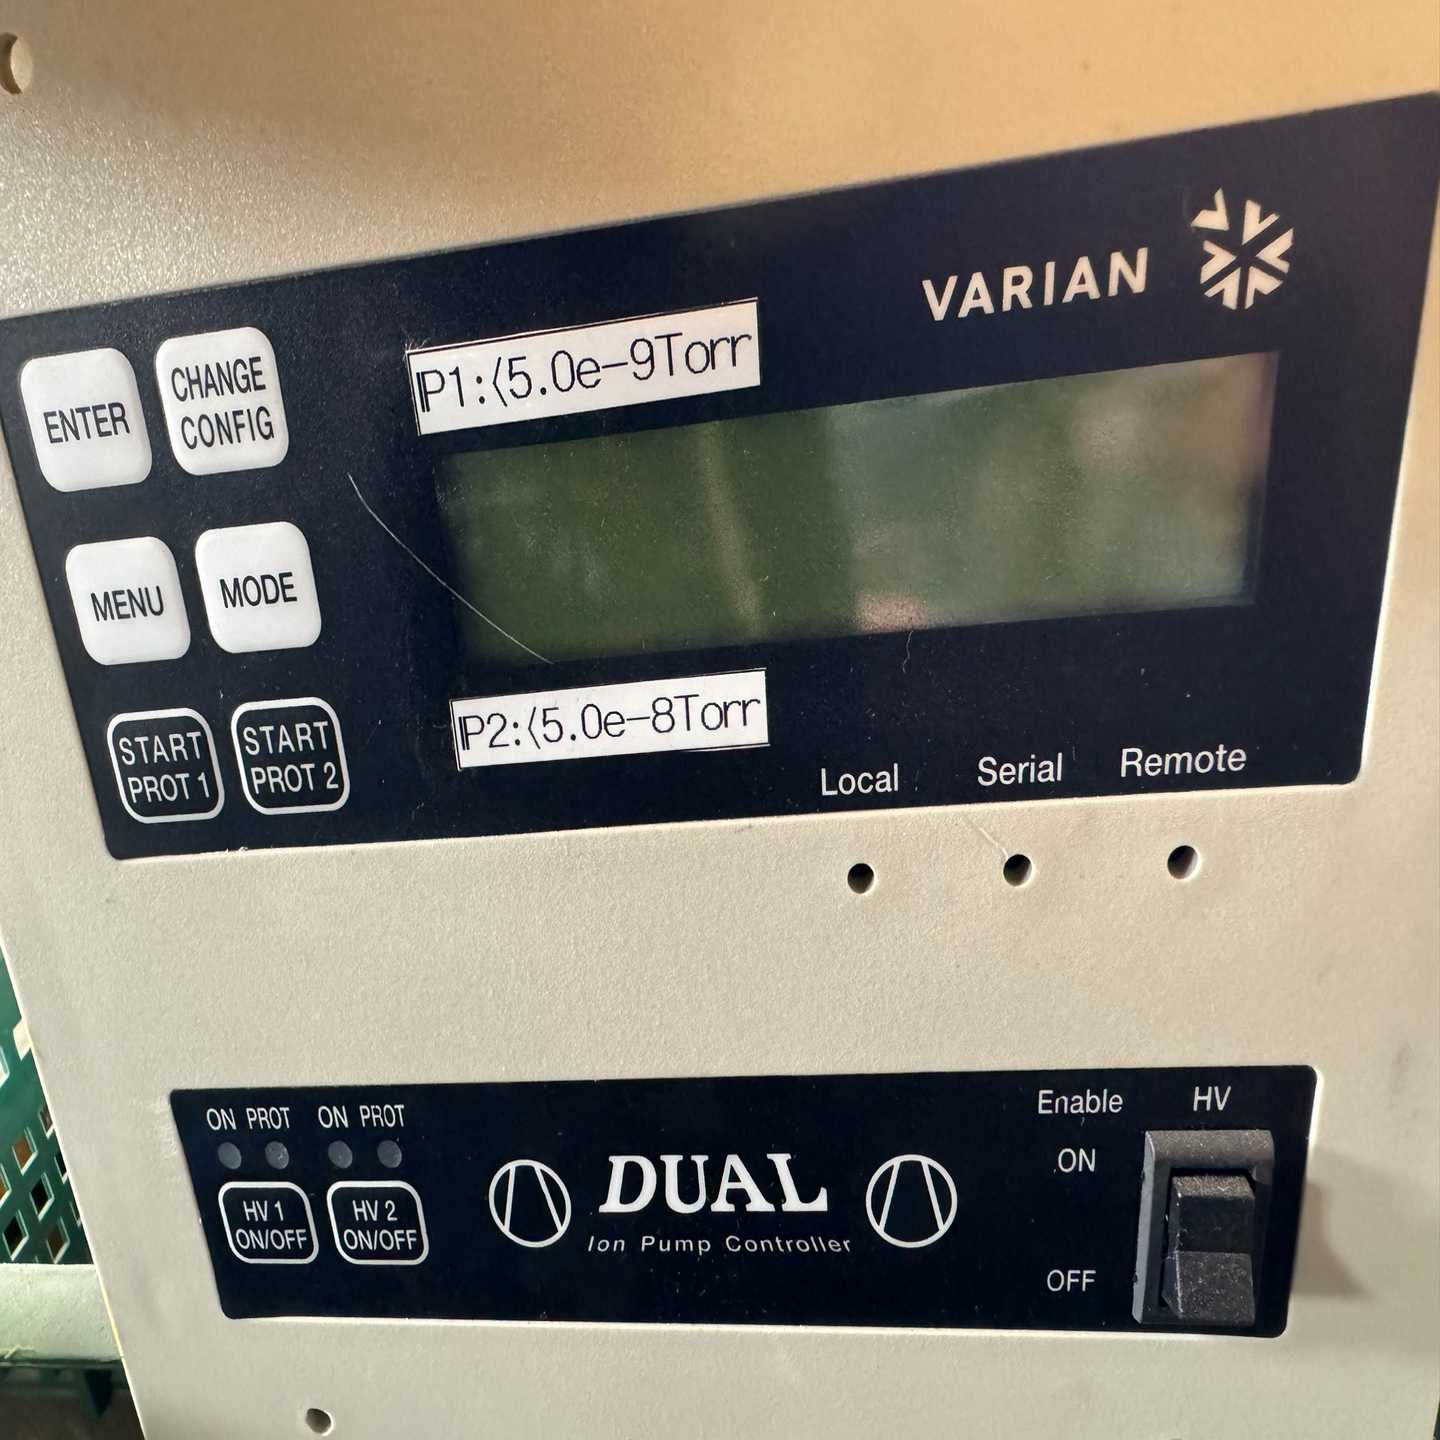 VARIAN
P1:⟨5.0e-9Torr
ENTER
CHANGE
CONFIG
MENU
MODE
START
PROT 1
START
PROT 2
P2:⟨5.0e-8Torr
Local
Serial
Remote
ON PROT
ON PROT
HV 1
ON/OFF
HV 2
ON/OFF
DUAL
Ion Pump Controller
Enable
HV
ON
OFF